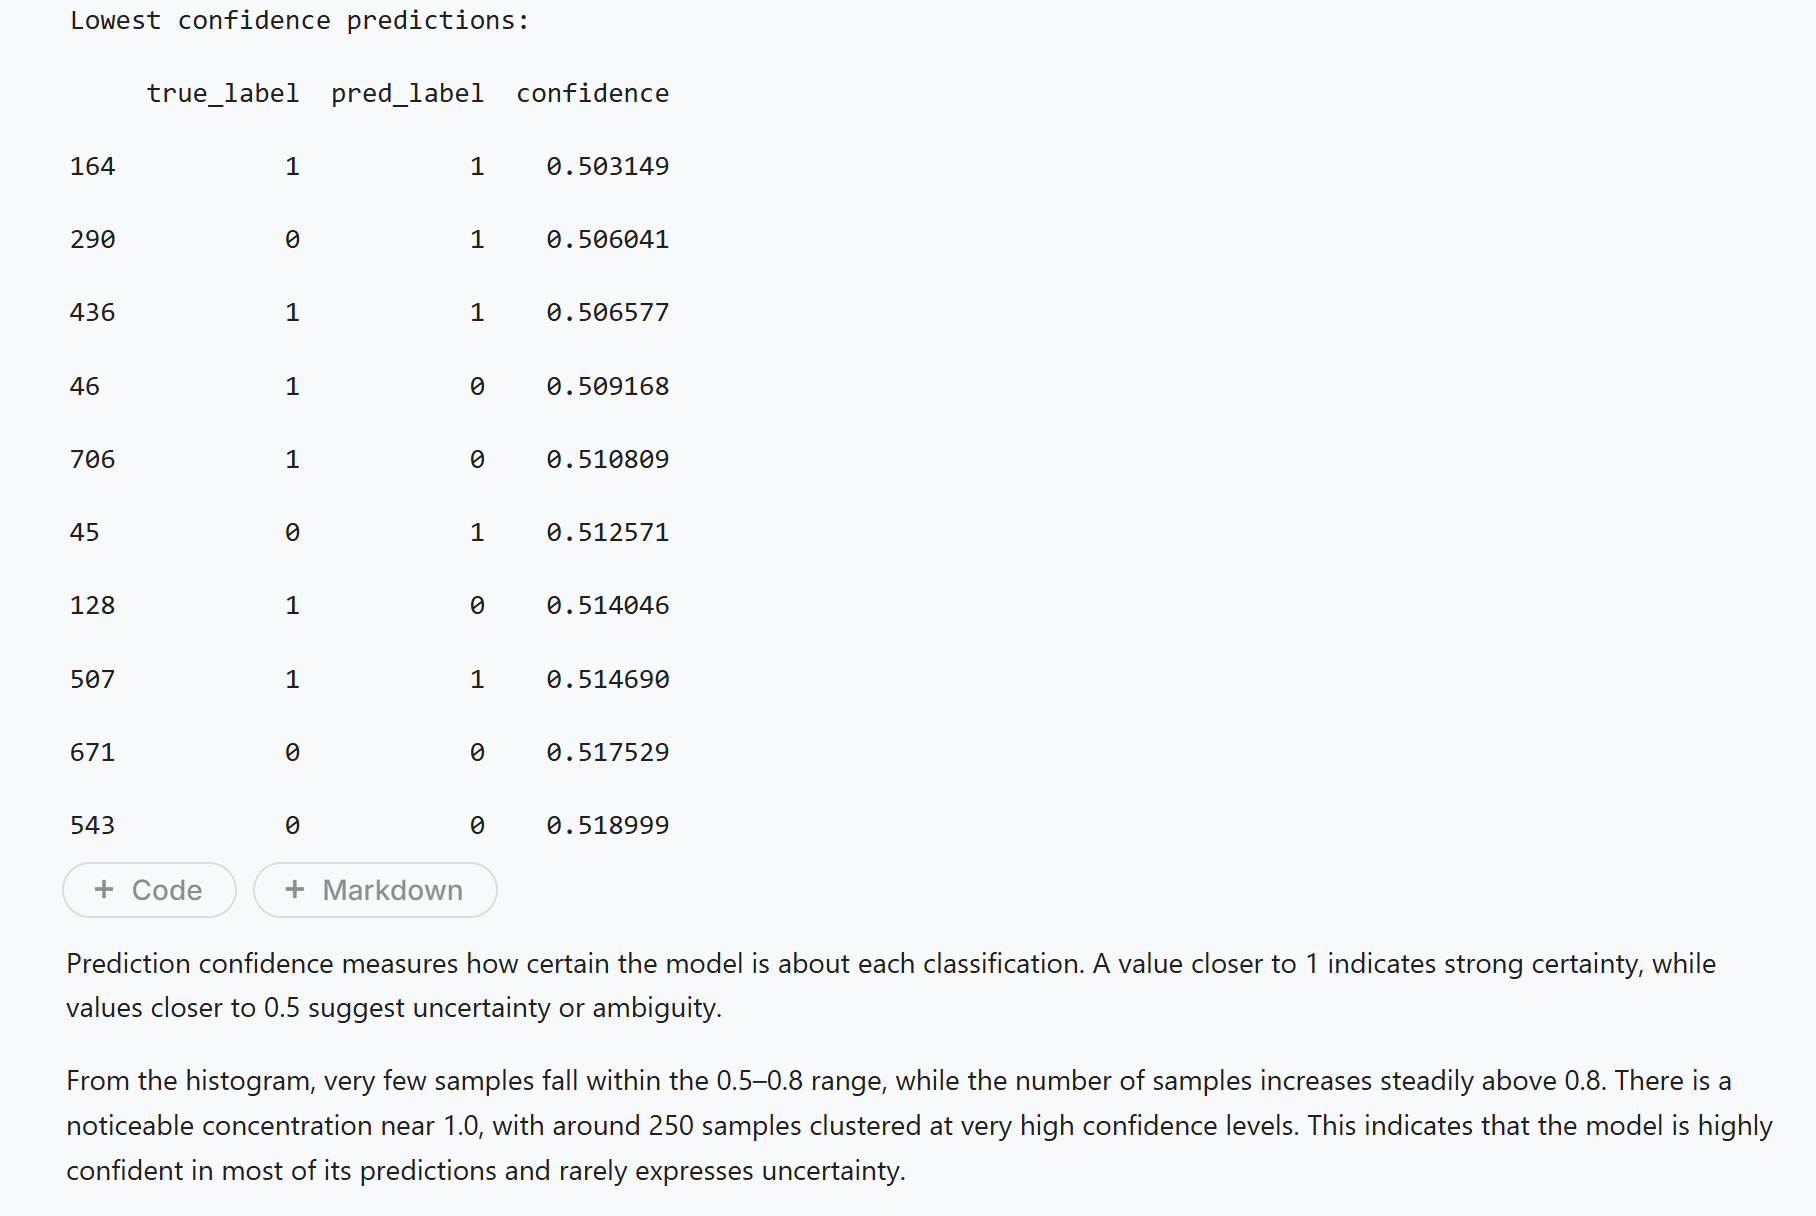 Lowest confidence predictions:
true_label pred_label confidence
164 1 1 0.503149
290 0 1 0.506041
436 1 1 0.506577
46 1 0 0.509168
706 1 0 0.510809
45 0 1 0.512571
128 1 0 0.514046
507 1 1 0.514690
671 0 0 0.517529
543 0 0 0.518999
+ Code + Markdown
Prediction confidence measures how certain the model is about each classification. A value closer to 1 indicates strong certainty, while
values closer to 0.5 suggest uncertainty or ambiguity.
From the histogram, very few samples fall within the 0.5–0.8 range, while the number of samples increases steadily above 0.8. There is a
noticeable concentration near 1.0, with around 250 samples clustered at very high confidence levels. This indicates that the model is highly
confident in most of its predictions and rarely expresses uncertainty.